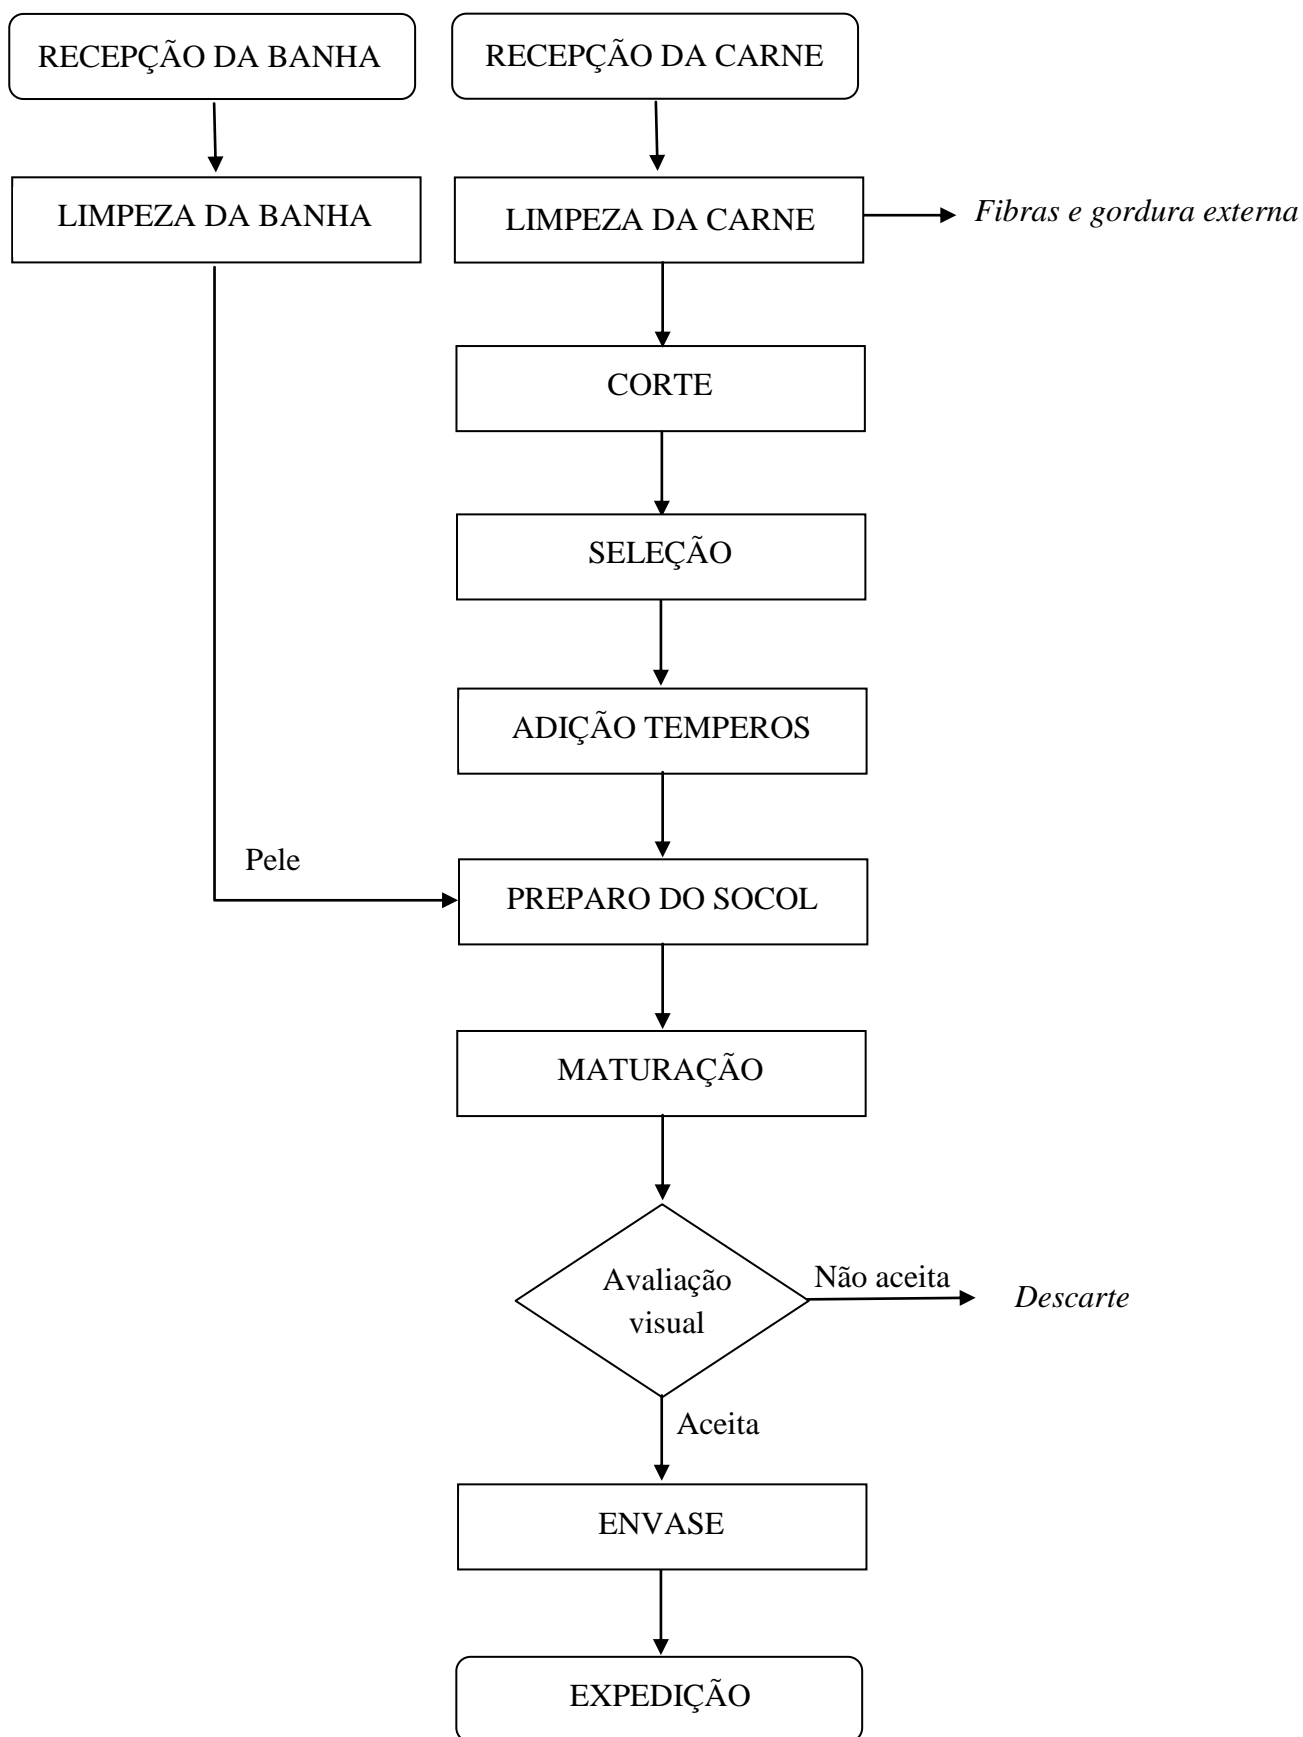 RECEPÇÃO DA BANHA
RECEPÇÃO DA CARNE
LIMPEZA DA BANHA
LIMPEZA DA CARNE
Fibras e gordura externa
CORTE
SELEÇÃO
ADIÇÃO TEMPEROS
Pele
PREPARO DO SOCOL
MATURAÇÃO
Avaliação
visual
Não aceita
Descarte
Aceita
ENVASE
EXPEDIÇÃO